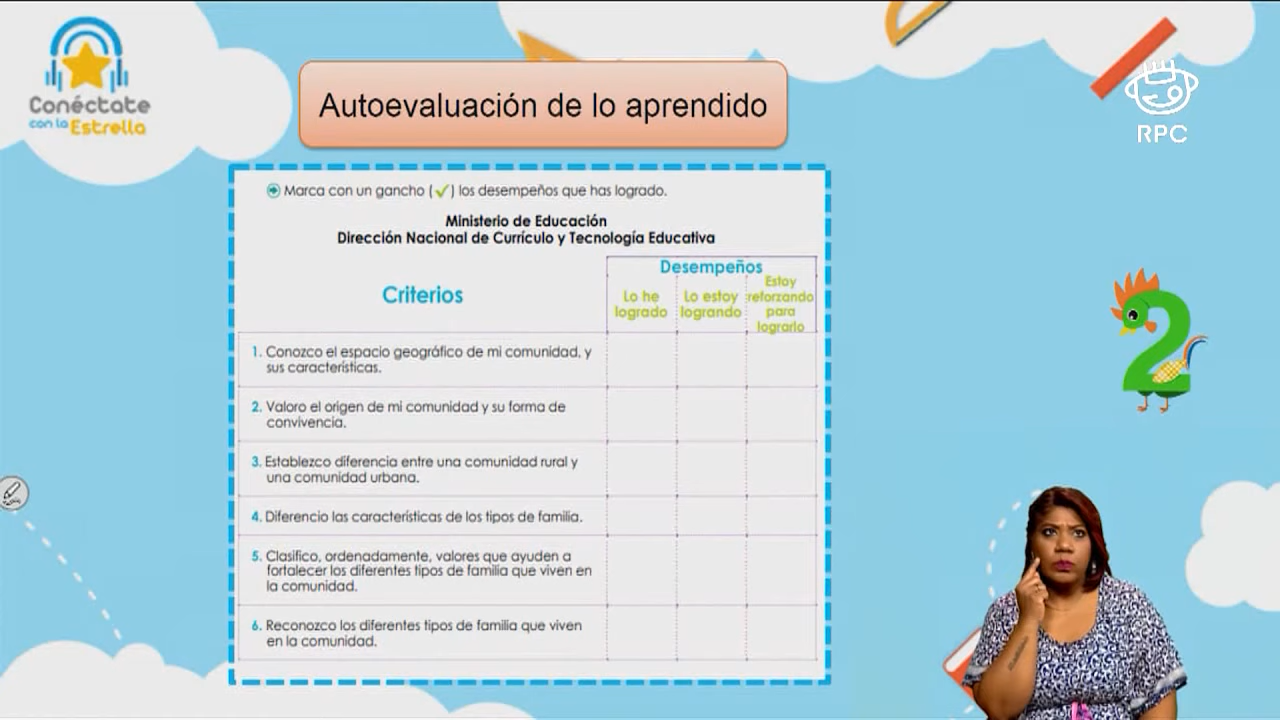 Conéctate
con la Estrella
RPC
Autoevaluación de lo aprendido
Marca con un gancho (✓) los desempeños que has logrado.
Ministerio de Educación
Dirección Nacional de Currículo y Tecnología Educativa
Criterios
Desempeños
Lo he
logrado
Lo estoy
logrando
Estoy
reforzando
para
lograrlo
1. Conozco el espacio geográfico de mi comunidad, y
sus características.
2. Valoro el origen de mi comunidad y su forma de
convivencia.
3. Establezco diferencia entre una comunidad rural y
una comunidad urbana.
4. Diferencio las características de los tipos de familia.
5. Clasifico, ordenadamente, valores que ayuden a
fortalecer los diferentes tipos de familia que viven en
la comunidad.
6. Reconozco los diferentes tipos de familia que viven
en la comunidad.
2